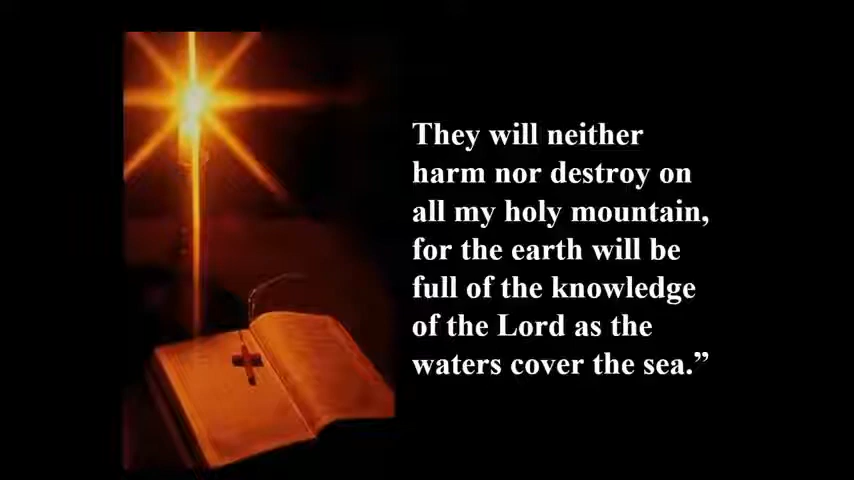 They will neither
harm nor destroy on
all my holy mountain,
for the earth will be
full of the knowledge
of the Lord as the
waters cover the sea.”